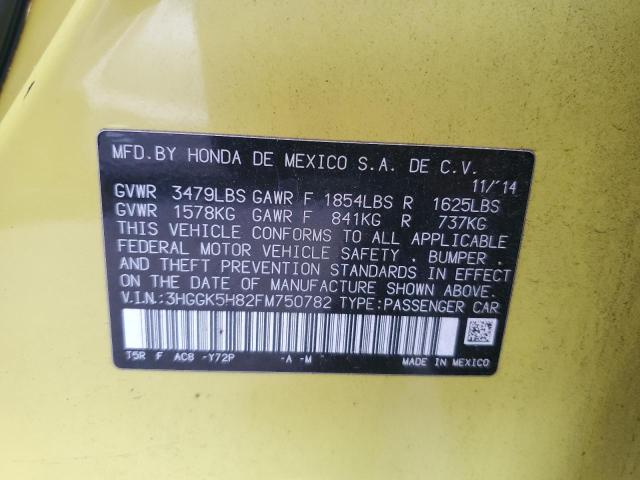 MFD.BY HONDA DE MEXICO S.A. DE C.V.
11/'14
GVWR 3479LBS GAWR F 1854LBS R 1625LBS
GVWR 1578KG GAWR F 841KG R 737KG
THIS VEHICLE CONFORMS TO ALL APPLICABLE
FEDERAL MOTOR VEHICLE SAFETY , BUMPER ,
AND THEFT PREVENTION STANDARDS IN EFFECT
ON THE DATE OF MANUFACTURE SHOWN ABOVE.
V.I.N.:3HGGK5H82FM750782 TYPE:PASSENGER CAR
T5R F AC8 -Y72P -A -M MADE IN MEXICO